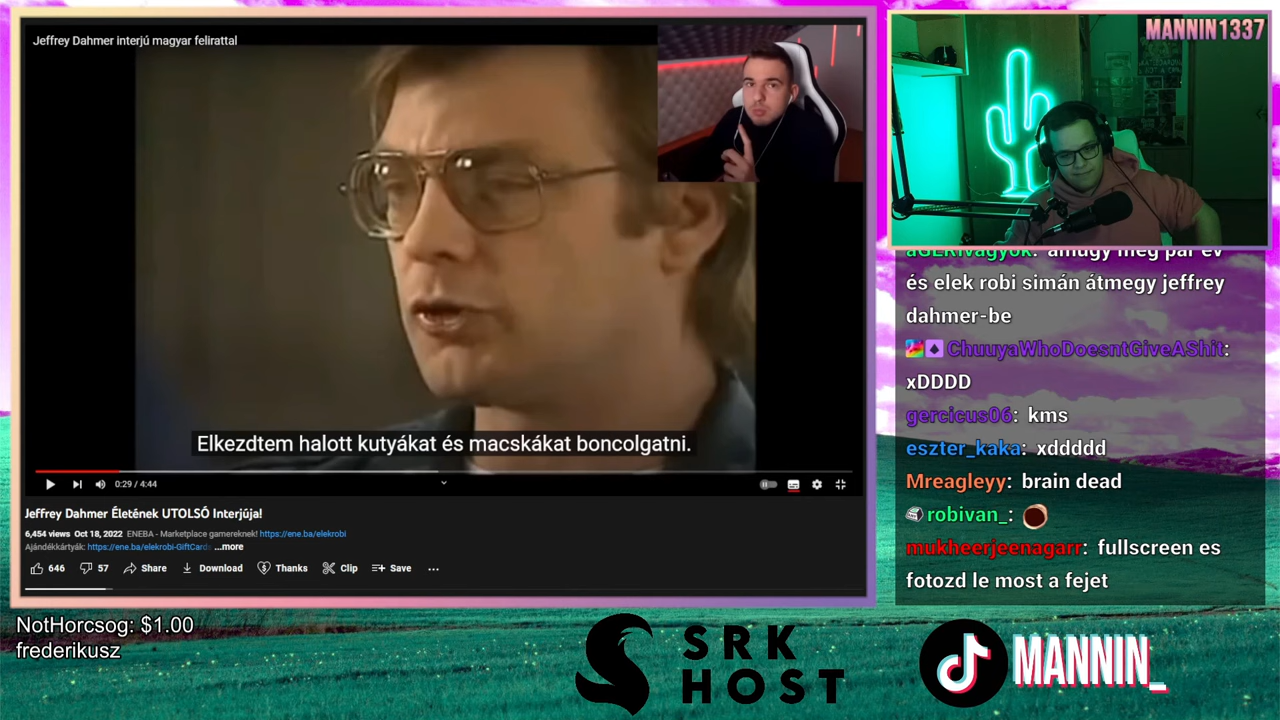 Jeffrey Dahmer interjú magyar felirattal
Elkezdtem halott kutyákat és macskákat boncolgatni.
0:29 / 4:44
Jeffrey Dahmer Életének UTOLSÓ Interjúja!
6,454 views Oct 18, 2022 ENEBA - Marketplace gamereknek! https://ene.ba/elekrobi
Ajándékkártyák: https://ene.ba/elekrobi-GiftCards ...more
646 57 Share Download Thanks Clip Save ...
NotHorcsog: $1.00
frederikusz
SRK
HOST
MANNIN1337
aGERIvagyok: amúgy még pár év
és elek robi simán átmegy jeffrey
dahmer-be
ChuuyaWhoDoesntGiveAShit:
xDDDD
gercicus06: kms
eszter_kaka: xddddd
Mreagleyy: brain dead
robivan_:
mukheerjeenagarr: fullscreen es
fotozd le most a fejet
MANNIN_